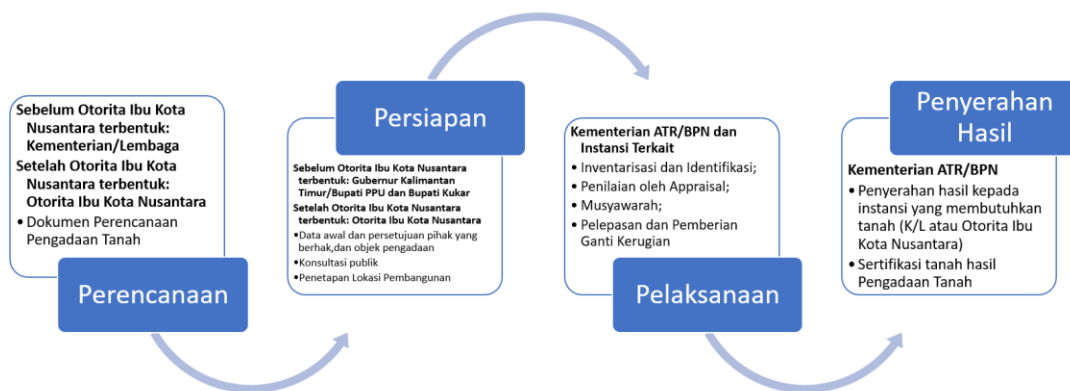 Sebelum Otorita Ibu Kota
Nusantara terbentuk:
Kementerian/Lembaga
Setelah Otorita Ibu Kota
Nusantara terbentuk:
Otorita Ibu Kota Nusantara
• Dokumen Perencanaan
Pengadaan Tanah
Perencanaan
Persiapan
Sebelum Otorita Ibu Kota Nusantara
terbentuk: Gubernur Kalimantan
Timur/Bupati PPU dan Bupati Kukar
Setelah Otorita Ibu Kota Nusantara
terbentuk: Otorita Ibu Kota Nusantara
•Data awal dan persetujuan pihak yang
berhak,dan objek pengadaan
•Konsultasi publik
•Penetapan Lokasi Pembangunan
Kementerian ATR/BPN dan
Instansi Terkait
• Inventarisasi dan Identifikasi;
• Penilaian oleh Appraisal;
• Musyawarah;
• Pelepasan dan Pemberian
Ganti Kerugian
Pelaksanaan
Penyerahan
Hasil
Kementerian ATR/BPN
• Penyerahan hasil kepada
instansi yang membutuhkan
tanah (K/L atau Otorita Ibu
Kota Nusantara)
• Sertifikasi tanah hasil
Pengadaan Tanah